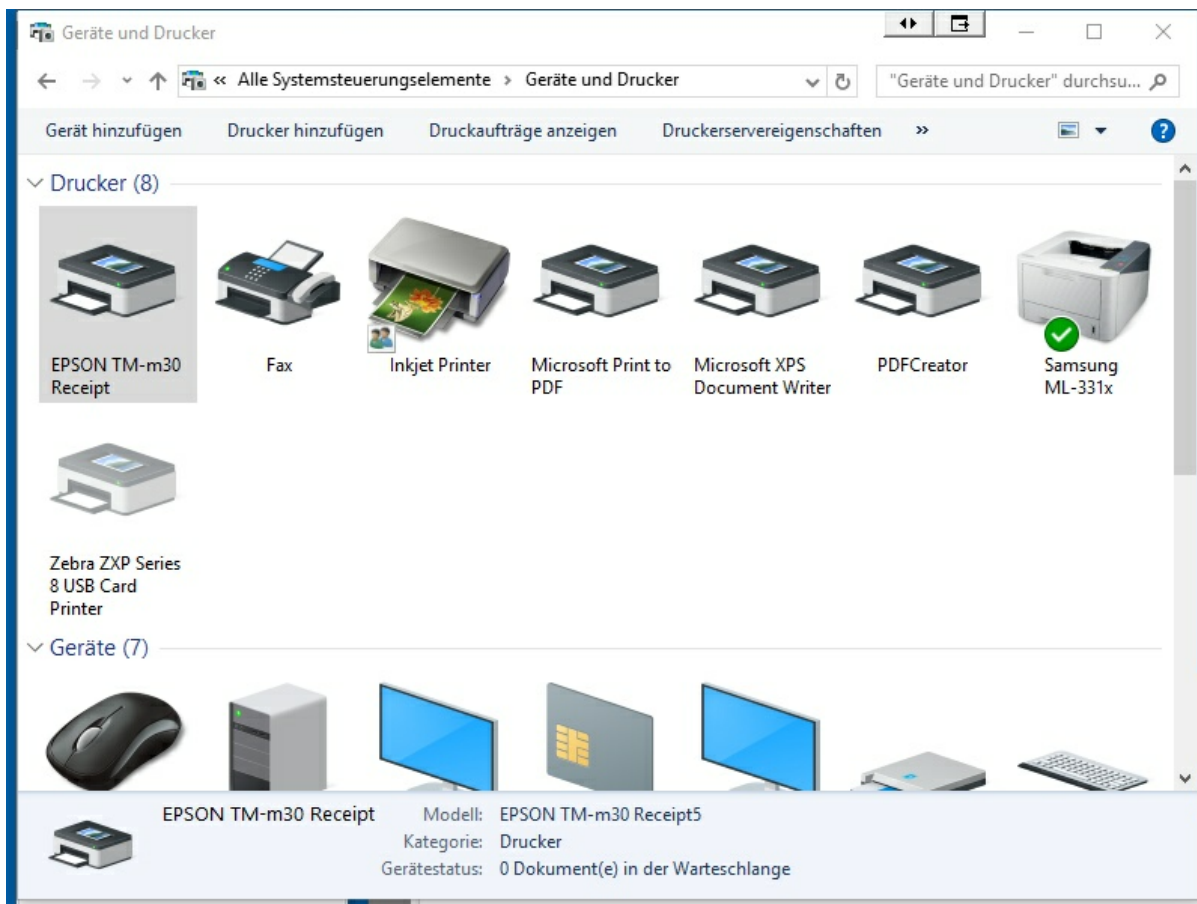 Geräte und Drucker
« Alle Systemsteuerungselemente > Geräte und Drucker
"Geräte und Drucker" durchsu...
Gerät hinzufügen Drucker hinzufügen Druckaufträge anzeigen Druckerservereigenschaften »
Drucker (8)
EPSON TM-m30 Receipt
Fax
Inkjet Printer
Microsoft Print to PDF
Microsoft XPS Document Writer
PDFCreator
Samsung ML-331x
Zebra ZXP Series
8 USB Card
Printer
Geräte (7)
EPSON TM-m30 Receipt Modell: EPSON TM-m30 Receipt5
Kategorie: Drucker
Gerätestatus: 0 Dokument(e) in der Warteschlange